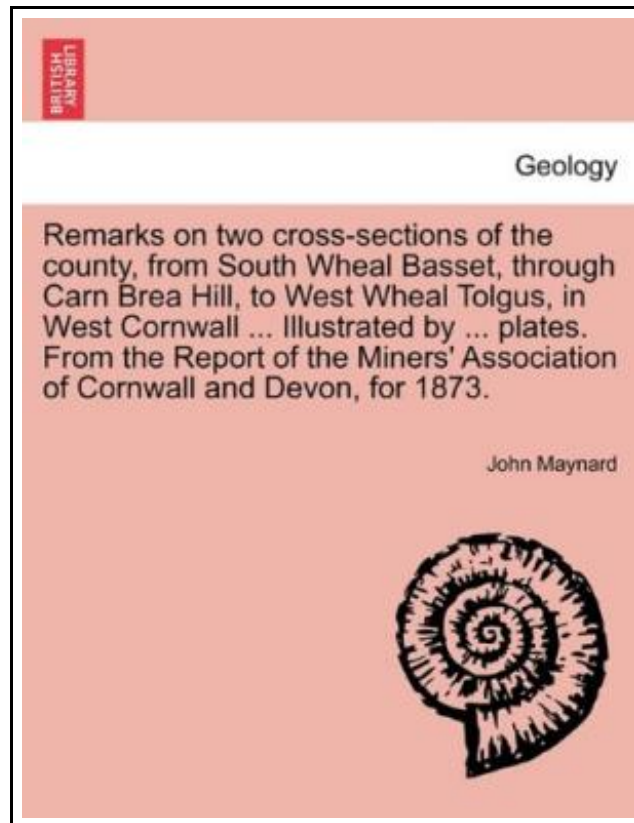 BRITISH
LIBRARY
Geology
Remarks on two cross-sections of the
county, from South Wheal Basset, through
Carn Brea Hill, to West Wheal Tolgus, in
West Cornwall ... Illustrated by ... plates.
From the Report of the Miners' Association
of Cornwall and Devon, for 1873.
John Maynard